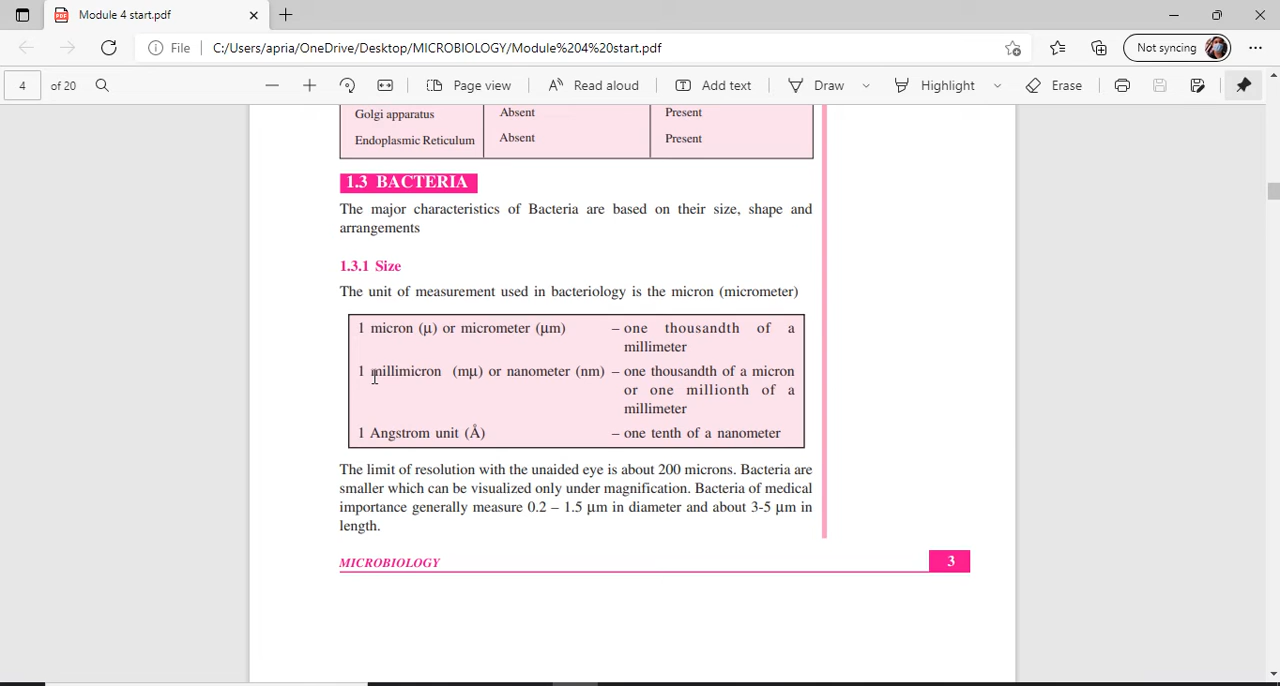 Module 4 start.pdf
File C:/Users/apria/OneDrive/Desktop/MICROBIOLOGY/Module%204%20start.pdf Not syncing
4 of 20 Page view Read aloud Add text Draw Highlight Erase
Golgi apparatus Absent Present
Endoplasmic Reticulum Absent Present
1.3 BACTERIA
The major characteristics of Bacteria are based on their size, shape and
arrangements
1.3.1 Size
The unit of measurement used in bacteriology is the micron (micrometer)
1 micron (μ) or micrometer (μm) – one thousandth of a
millimeter
1 millimicron (mμ) or nanometer (nm) – one thousandth of a micron
or one millionth of a
millimeter
1 Angstrom unit (Å) – one tenth of a nanometer
The limit of resolution with the unaided eye is about 200 microns. Bacteria are
smaller which can be visualized only under magnification. Bacteria of medical
importance generally measure 0.2 – 1.5 μm in diameter and about 3-5 μm in
length.
MICROBIOLOGY 3